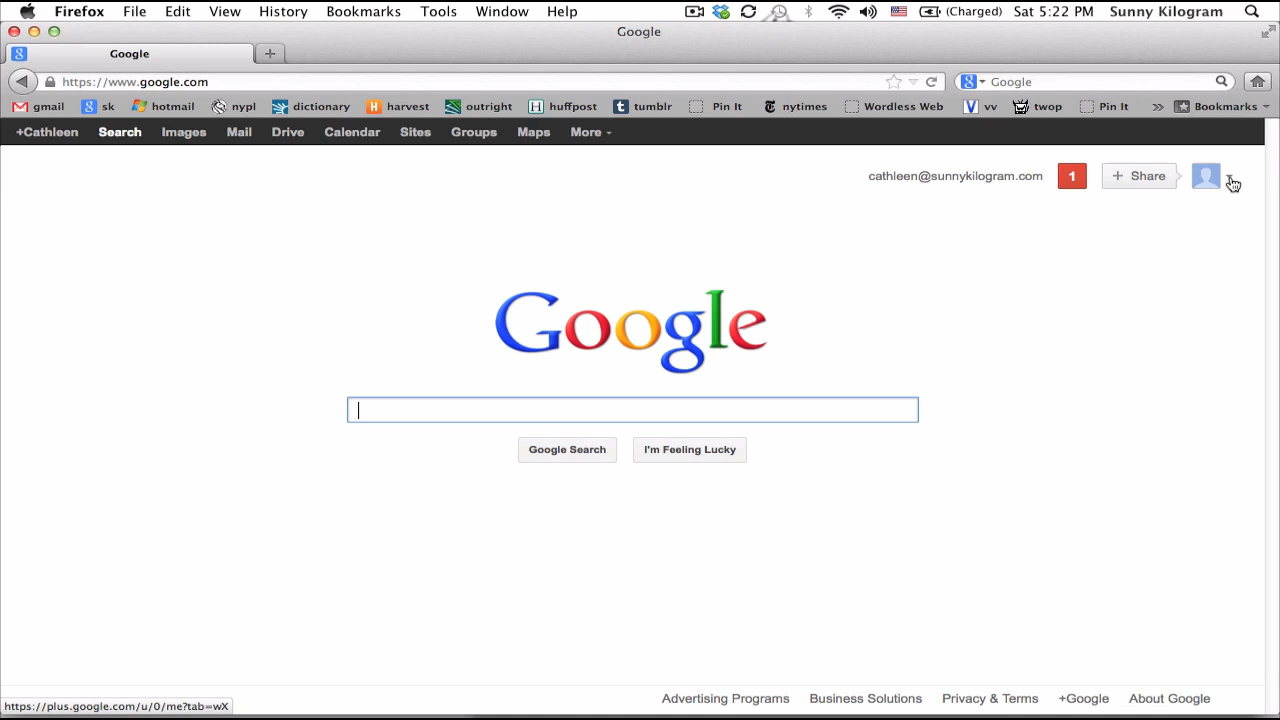 Firefox File Edit View History Bookmarks Tools Window Help (Charged) Sat 5:22 PM Sunny Kilogram
Google
Google
https://www.google.com Google
gmail sk hotmail nypl dictionary harvest outright huffpost tumblr Pin It nytimes Wordless Web vv twop Pin It » Bookmarks
+Cathleen Search Images Mail Drive Calendar Sites Groups Maps More
cathleen@sunnykilogram.com 1 + Share
Google
Google Search I'm Feeling Lucky
Advertising Programs Business Solutions Privacy & Terms +Google About Google
https://plus.google.com/u/0/me?tab=wX